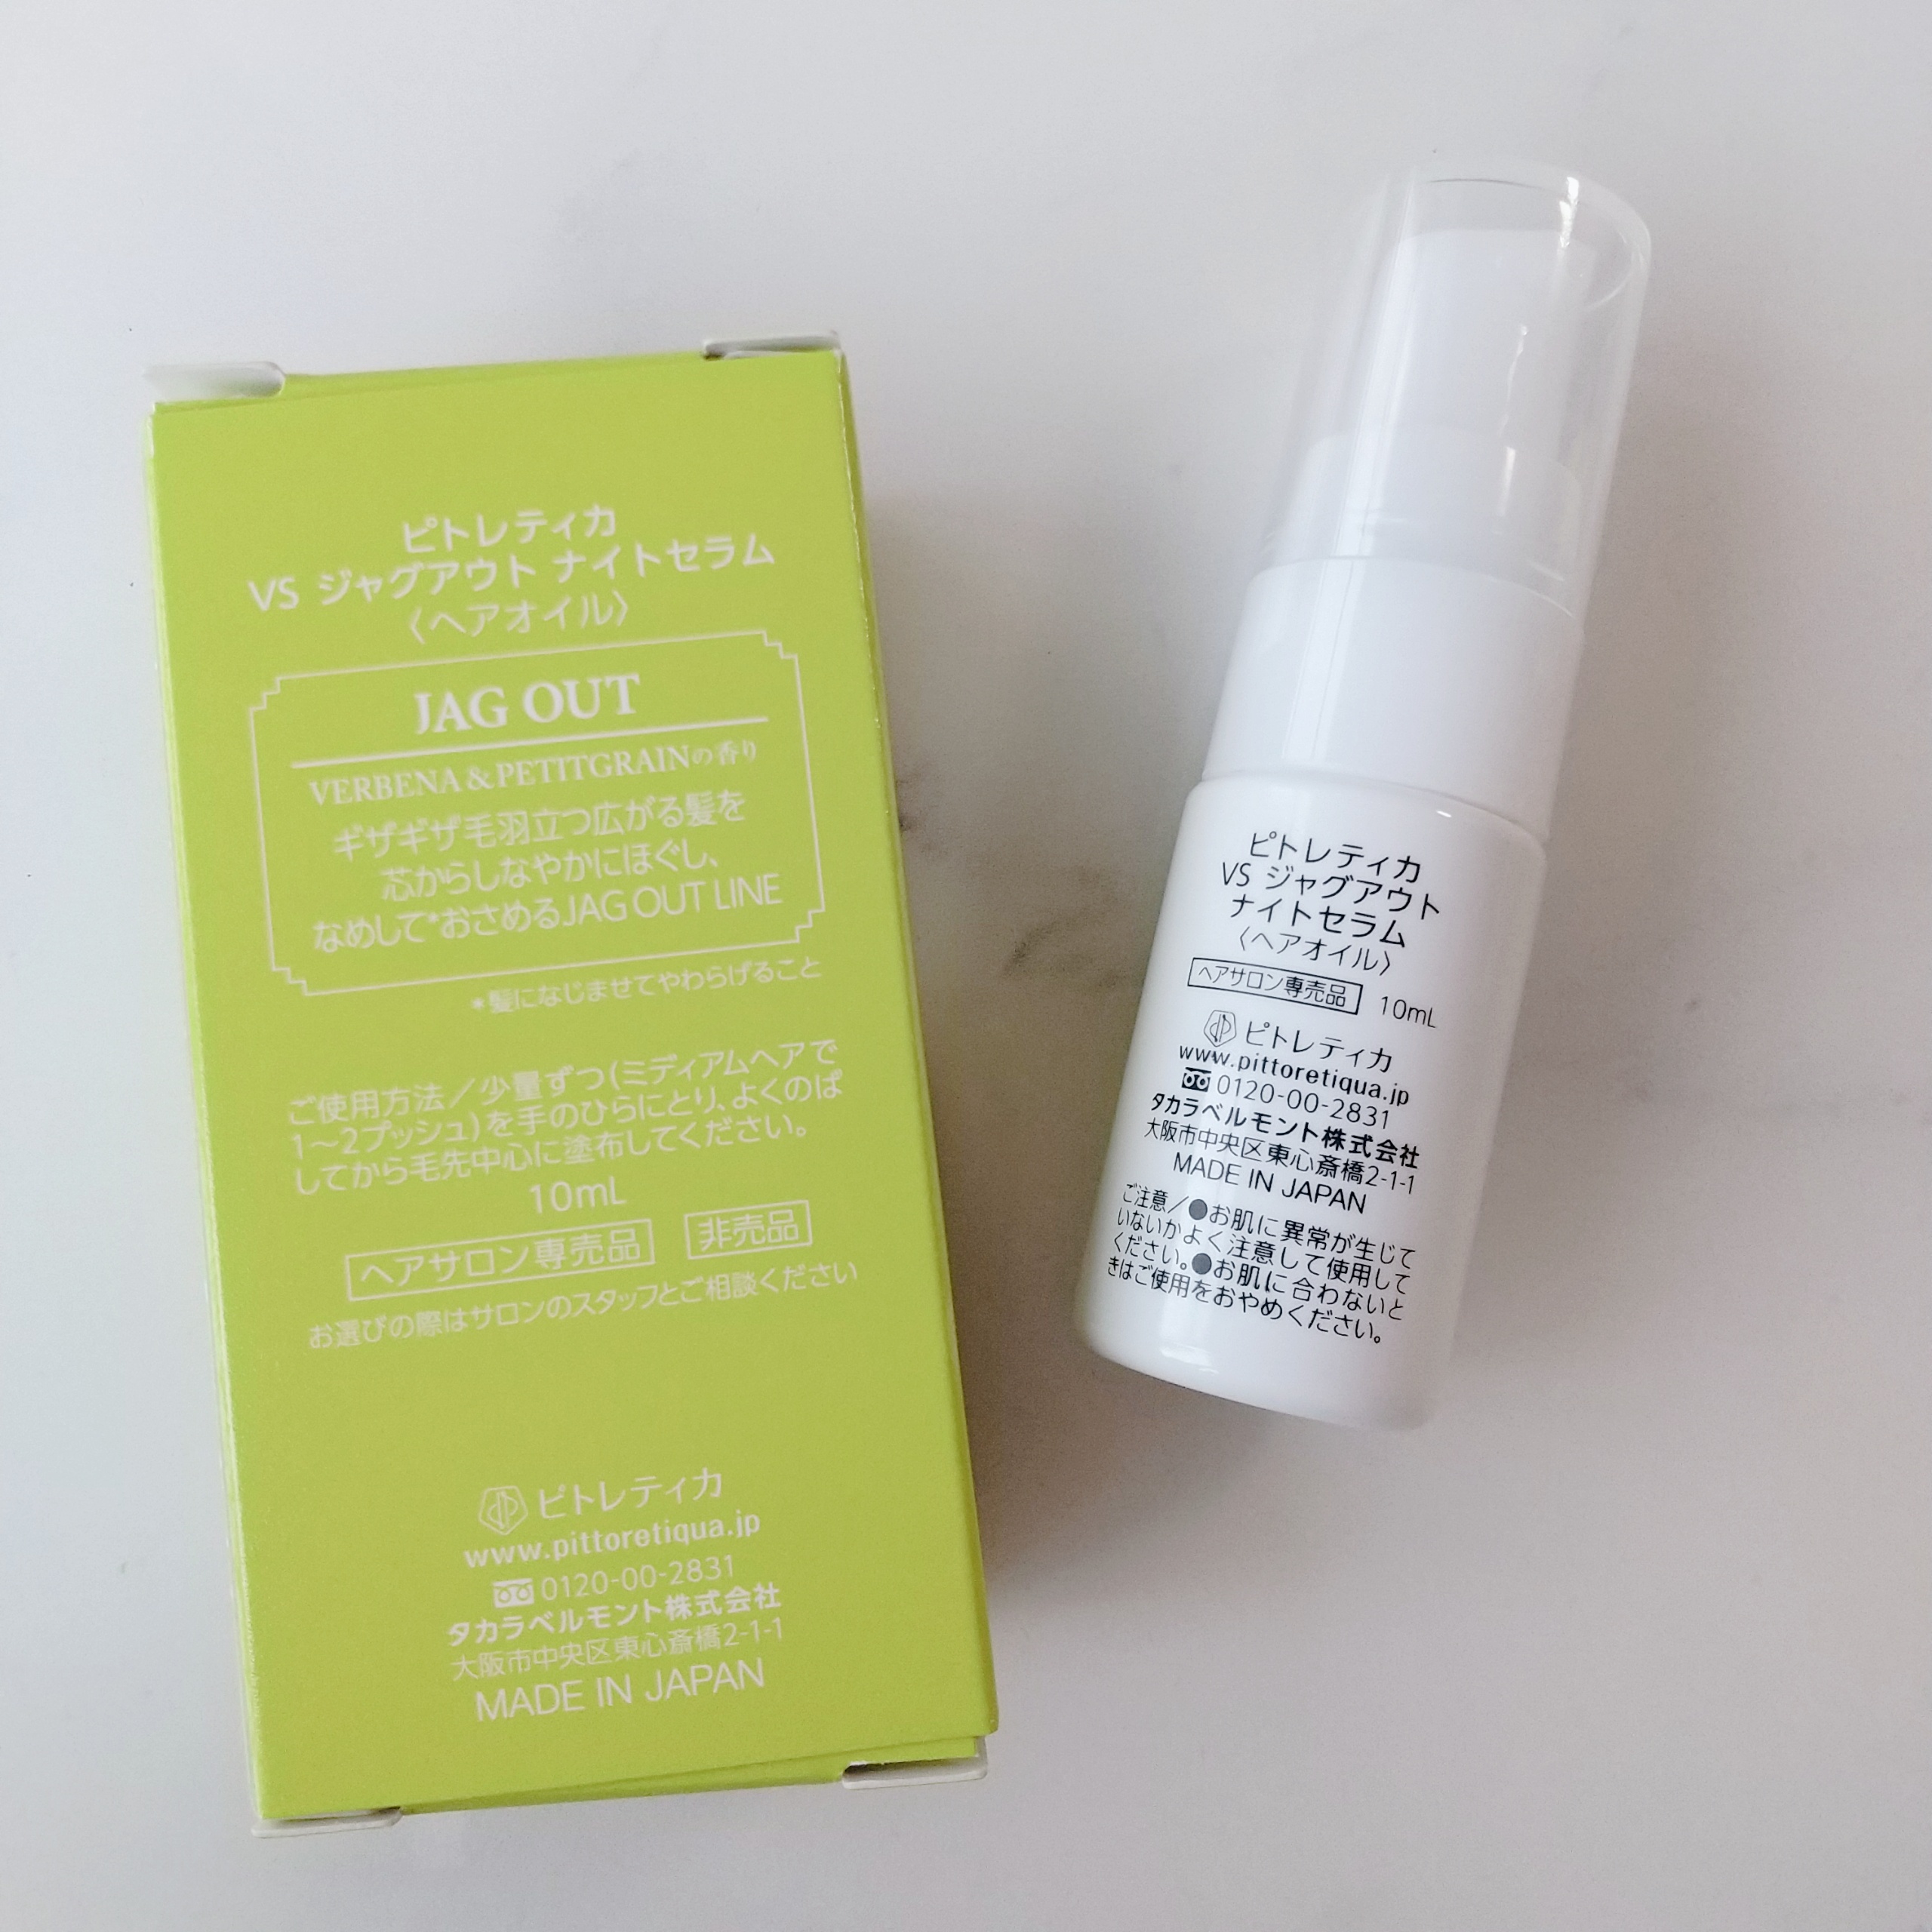 ピトレティカ
VS ジャグアウト ナイトセラム
〈ヘアオイル〉
JAG OUT
VERBENA & PETITGRAINの香り
ギザギザ毛羽立つ広がる髪を
芯からしなやかにほぐし、
なめして*おさめるJAG OUT LINE
*髪になじませてやわらげること
ご使用方法／少量ずつ(ミディアムヘアで
1〜2プッシュ)を手のひらにとり、よくのば
してから毛先中心に塗布してください。
10mL
ヘアサロン専売品 非売品
お選びの際はサロンのスタッフとご相談ください
ピトレティカ
www.pittoretiqua.jp
0120-00-2831
タカラベルモント株式会社
大阪市中央区東心斎橋2-1-1
MADE IN JAPAN
ピトレティカ
VS ジャグアウト
ナイトセラム
〈ヘアオイル〉
ヘアサロン専売品 10mL
ピトレティカ
www.pittoretiqua.jp
0120-00-2831
タカラベルモント株式会社
大阪市中央区東心斎橋2-1-1
MADE IN JAPAN
ご注意／●お肌に異常が生じて
いないかよく注意して使用して
ください。●お肌に合わないと
きはご使用をおやめください。